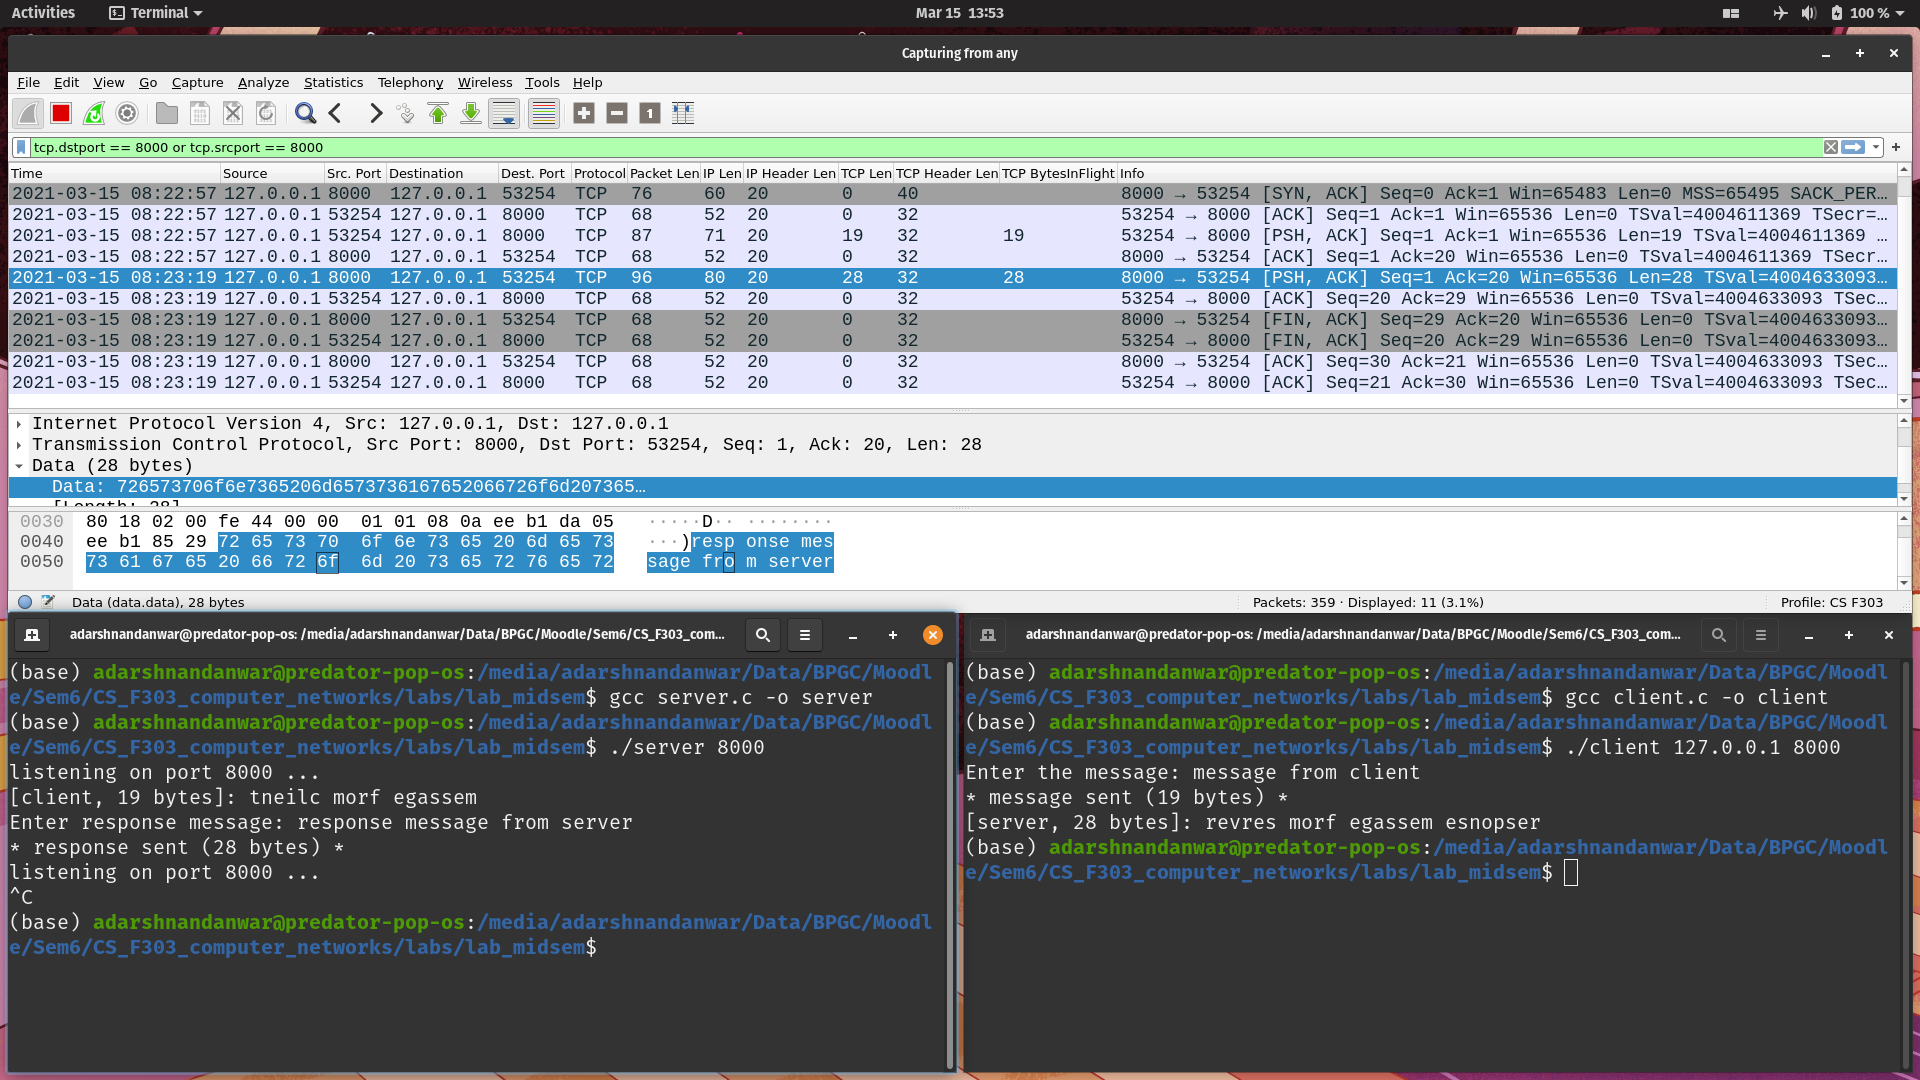 Activities Terminal Mar 15 13:53 100 %
Capturing from any
File Edit View Go Capture Analyze Statistics Telephony Wireless Tools Help
tcp.dstport == 8000 or tcp.srcport == 8000
Time Source Src. Port Destination Dest. Port Protocol Packet Len IP Len IP Header Len TCP Len TCP Header Len TCP BytesInFlight Info
2021-03-15 08:22:57 127.0.0.1 8000 127.0.0.1 53254 TCP 76 60 20 0 40 8000 → 53254 [SYN, ACK] Seq=0 Ack=1 Win=65483 Len=0 MSS=65495 SACK_PER…
2021-03-15 08:22:57 127.0.0.1 53254 127.0.0.1 8000 TCP 68 52 20 0 32 53254 → 8000 [ACK] Seq=1 Ack=1 Win=65536 Len=0 TSval=4004611369 TSecr=…
2021-03-15 08:22:57 127.0.0.1 53254 127.0.0.1 8000 TCP 87 71 20 19 32 19 53254 → 8000 [PSH, ACK] Seq=1 Ack=1 Win=65536 Len=19 TSval=4004611369 …
2021-03-15 08:22:57 127.0.0.1 8000 127.0.0.1 53254 TCP 68 52 20 0 32 8000 → 53254 [ACK] Seq=1 Ack=20 Win=65536 Len=0 TSval=4004611369 TSecr…
2021-03-15 08:23:19 127.0.0.1 8000 127.0.0.1 53254 TCP 96 80 20 28 32 28 8000 → 53254 [PSH, ACK] Seq=1 Ack=20 Win=65536 Len=28 TSval=4004633093…
2021-03-15 08:23:19 127.0.0.1 53254 127.0.0.1 8000 TCP 68 52 20 0 32 53254 → 8000 [ACK] Seq=20 Ack=29 Win=65536 Len=0 TSval=4004633093 TSec…
2021-03-15 08:23:19 127.0.0.1 8000 127.0.0.1 53254 TCP 68 52 20 0 32 8000 → 53254 [FIN, ACK] Seq=29 Ack=20 Win=65536 Len=0 TSval=4004633093…
2021-03-15 08:23:19 127.0.0.1 53254 127.0.0.1 8000 TCP 68 52 20 0 32 53254 → 8000 [FIN, ACK] Seq=20 Ack=29 Win=65536 Len=0 TSval=4004633093…
2021-03-15 08:23:19 127.0.0.1 8000 127.0.0.1 53254 TCP 68 52 20 0 32 8000 → 53254 [ACK] Seq=30 Ack=21 Win=65536 Len=0 TSval=4004633093 TSec…
2021-03-15 08:23:19 127.0.0.1 53254 127.0.0.1 8000 TCP 68 52 20 0 32 53254 → 8000 [ACK] Seq=21 Ack=30 Win=65536 Len=0 TSval=4004633093 TSec…
Internet Protocol Version 4, Src: 127.0.0.1, Dst: 127.0.0.1
Transmission Control Protocol, Src Port: 8000, Dst Port: 53254, Seq: 1, Ack: 20, Len: 28
Data (28 bytes)
Data: 726573706f6e7365206d6573736167652066726f6d207365…
[Length: 28]
0030 80 18 02 00 fe 44 00 00 01 01 08 0a ee b1 da 05 ·····D·· ········
0040 ee b1 85 29 72 65 73 70 6f 6e 73 65 20 6d 65 73 ···)resp onse mes
0050 73 61 67 65 20 66 72 6f 6d 20 73 65 72 76 65 72 sage fro m server
Data (data.data), 28 bytes Packets: 359 · Displayed: 11 (3.1%) Profile: CS F303
adarshnandanwar@predator-pop-os: /media/adarshnandanwar/Data/BPGC/Moodle/Sem6/CS_F303_com...
(base) adarshnandanwar@predator-pop-os:/media/adarshnandanwar/Data/BPGC/Moodl
e/Sem6/CS_F303_computer_networks/labs/lab_midsem$ gcc server.c -o server
(base) adarshnandanwar@predator-pop-os:/media/adarshnandanwar/Data/BPGC/Moodl
e/Sem6/CS_F303_computer_networks/labs/lab_midsem$ ./server 8000
listening on port 8000 ...
[client, 19 bytes]: tneilc morf egassem
Enter response message: response message from server
* response sent (28 bytes) *
listening on port 8000 ...
^C
(base) adarshnandanwar@predator-pop-os:/media/adarshnandanwar/Data/BPGC/Moodl
e/Sem6/CS_F303_computer_networks/labs/lab_midsem$
adarshnandanwar@predator-pop-os: /media/adarshnandanwar/Data/BPGC/Moodle/Sem6/CS_F303_com...
(base) adarshnandanwar@predator-pop-os:/media/adarshnandanwar/Data/BPGC/Moodl
e/Sem6/CS_F303_computer_networks/labs/lab_midsem$ gcc client.c -o client
(base) adarshnandanwar@predator-pop-os:/media/adarshnandanwar/Data/BPGC/Moodl
e/Sem6/CS_F303_computer_networks/labs/lab_midsem$ ./client 127.0.0.1 8000
Enter the message: message from client
* message sent (19 bytes) *
[server, 28 bytes]: revres morf egassem esnopser
(base) adarshnandanwar@predator-pop-os:/media/adarshnandanwar/Data/BPGC/Moodl
e/Sem6/CS_F303_computer_networks/labs/lab_midsem$